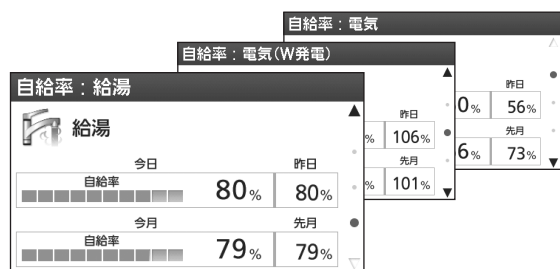 自給率：電気
昨日
0% 56%
先月
6% 73%
自給率：電気（W発電）
昨日
% 106%
先月
% 101%
自給率：給湯
給湯
今日 昨日
自給率 80% 80%
今月 先月
自給率 79% 79%